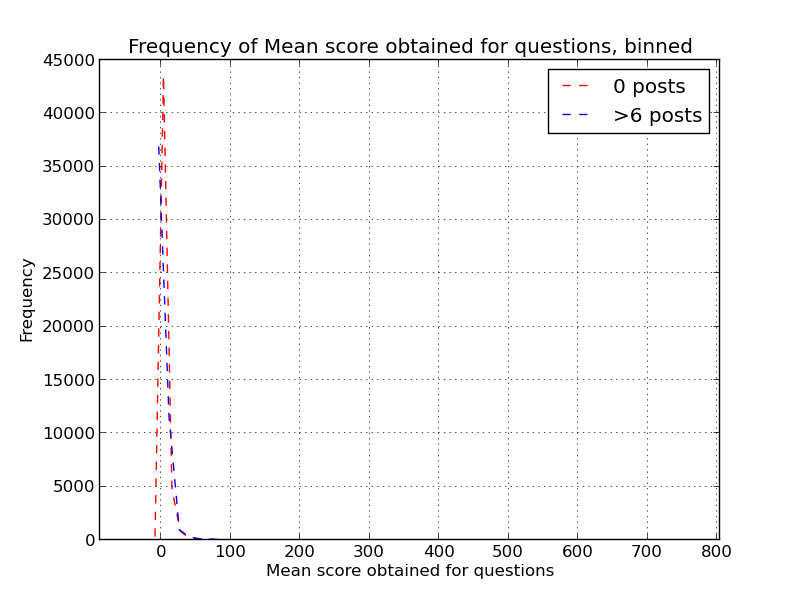 Frequency of Mean score obtained for questions, binned
45000
40000
35000
30000
25000
20000
15000
10000
5000
0
Frequency
0 posts
>6 posts
0 100 200 300 400 500 600 700 800
Mean score obtained for questions